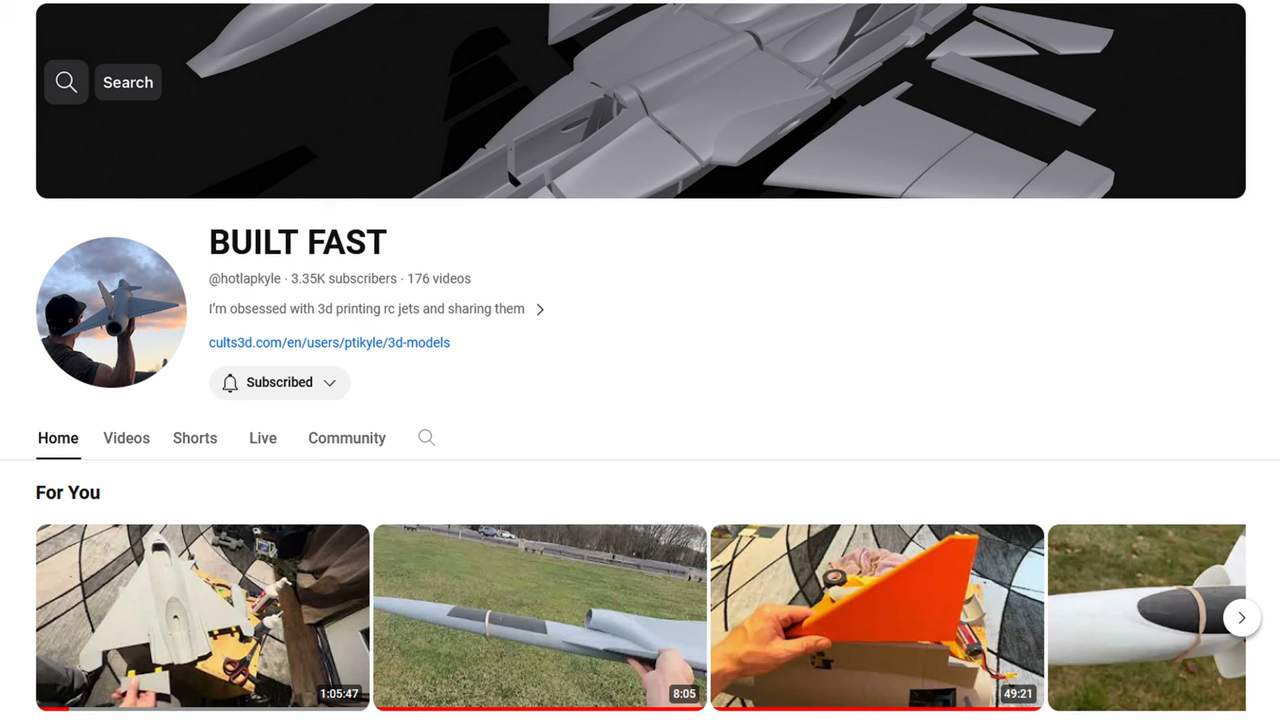 Search
BUILT FAST
@hotlapkyle · 3.35K subscribers · 176 videos
I'm obsessed with 3d printing rc jets and sharing them
cults3d.com/en/users/ptikyle/3d-models
Subscribed
Home Videos Shorts Live Community
For You
1:05:47 8:05 49:21